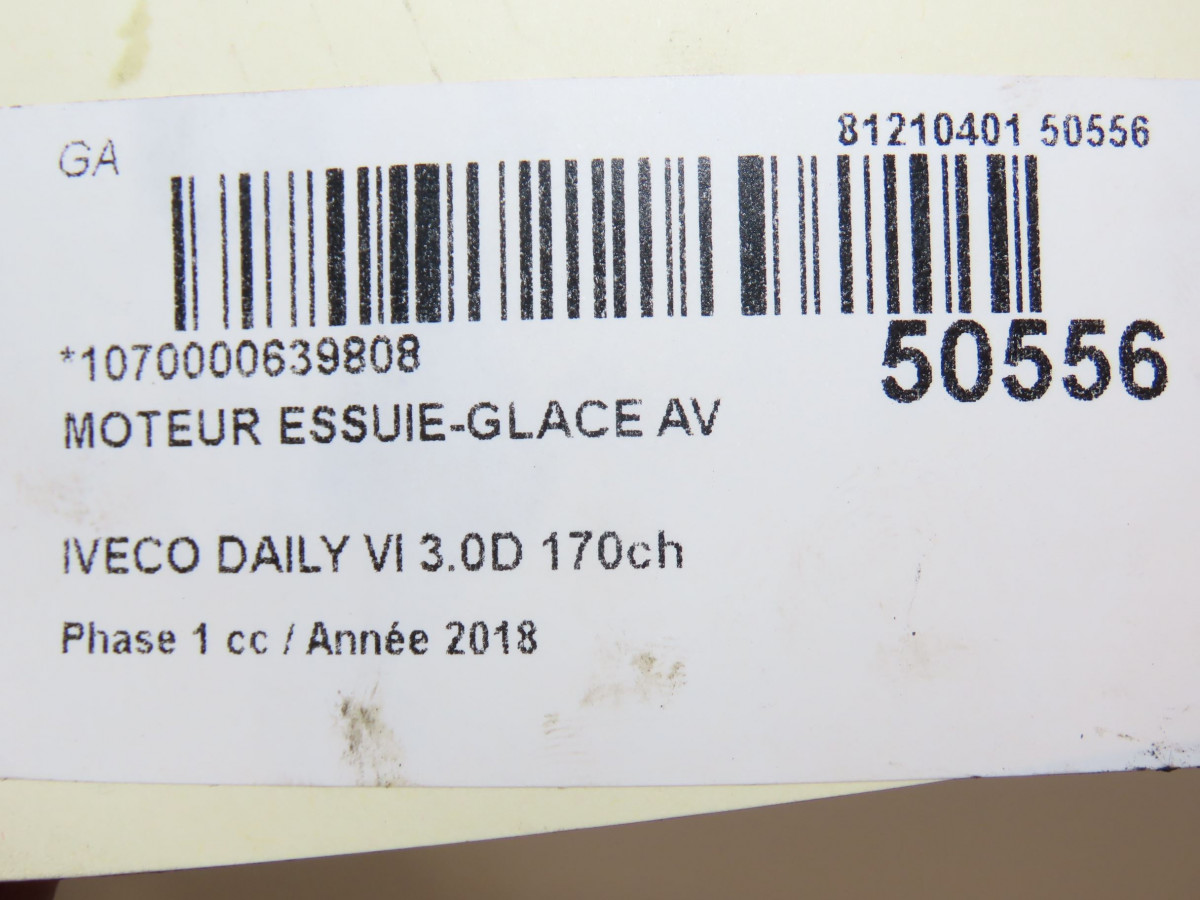 GA
81210401 50556
*1070000639808
50556
MOTEUR ESSUIE-GLACE AV
IVECO DAILY VI 3.0D 170ch
Phase 1 cc / Année 2018